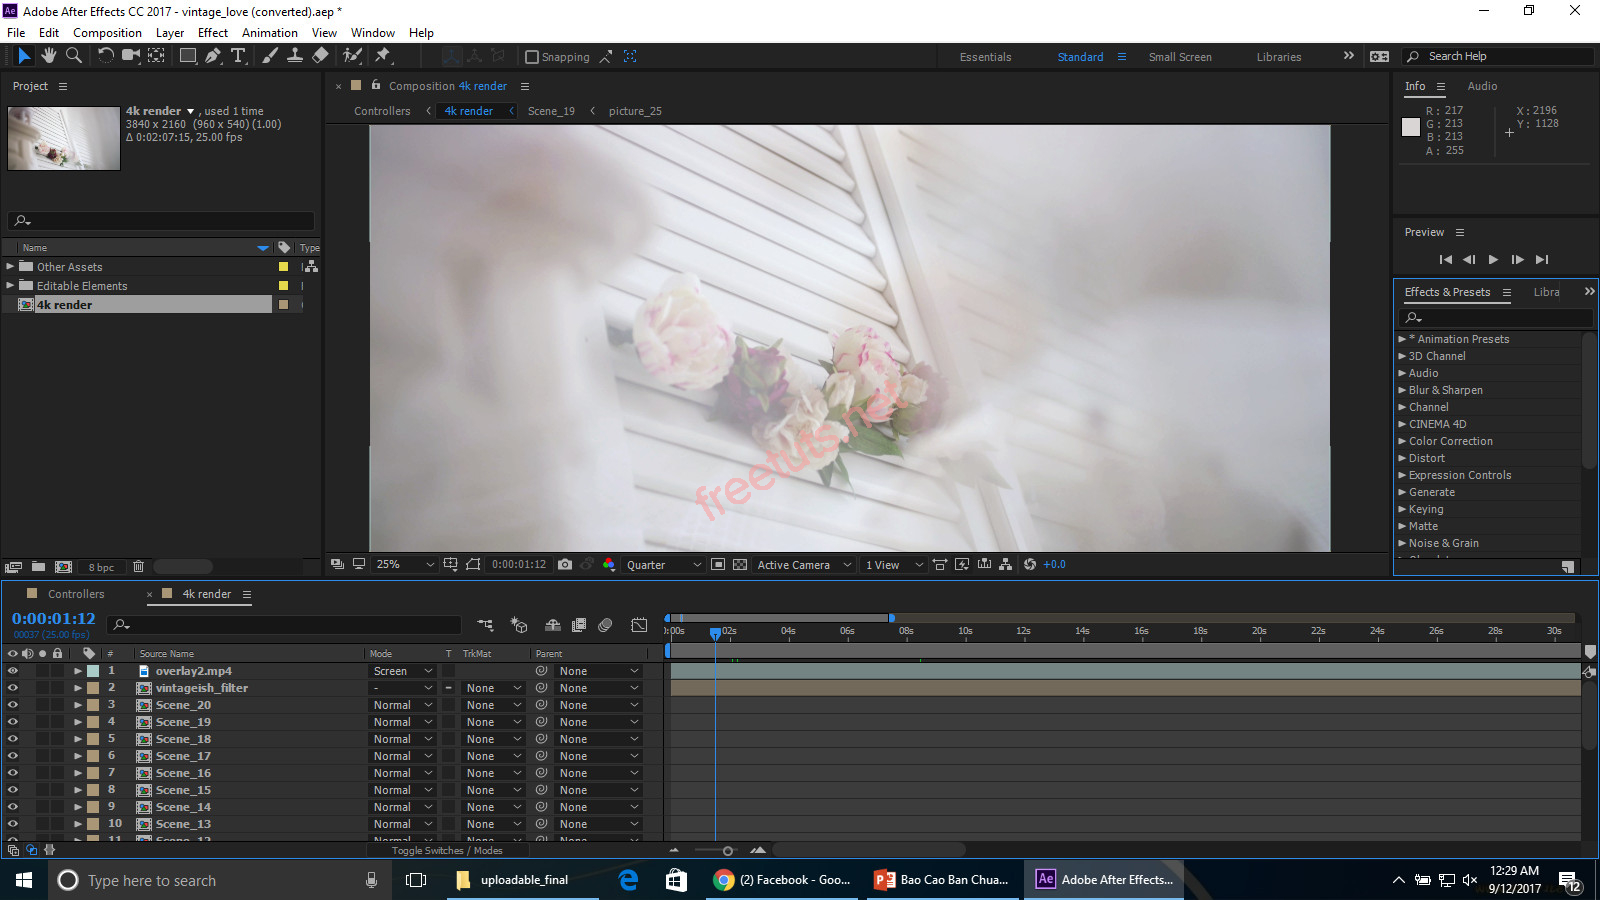 Adobe After Effects CC 2017 - vintage_love (converted).aep *
File Edit Composition Layer Effect Animation View Window Help
Snapping
Essentials Standard Small Screen Libraries
Search Help
Project
4k render , used 1 time
3840 x 2160 (960 x 540) (1.00)
Δ 0:02:07:15, 25.00 fps
Name Type
Other Assets
Editable Elements
4k render
8 bpc
Composition 4k render
Controllers 4k render Scene_19 picture_25
freetuts.net
25% 0:00:01:12 Quarter Active Camera 1 View +0.0
Info Audio
R : 217 X : 2196
G : 213 Y : 1128
B : 213
A : 255
Preview
Effects & Presets Libra
* Animation Presets
3D Channel
Audio
Blur & Sharpen
Channel
CINEMA 4D
Color Correction
Distort
Expression Controls
Generate
Keying
Matte
Noise & Grain
Controllers 4k render
0:00:01:12
00037 (25.00 fps)
02s 04s 06s 08s 10s 12s 14s 16s 18s 20s 22s 24s 26s 28s 30s
# Source Name Mode T TrkMat Parent
1 overlay2.mp4 Screen None
2 vintageish_filter - None None
3 Scene_20 Normal None None
4 Scene_19 Normal None None
5 Scene_18 Normal None None
6 Scene_17 Normal None None
7 Scene_16 Normal None None
8 Scene_15 Normal None None
9 Scene_14 Normal None None
10 Scene_13 Normal None None
Toggle Switches / Modes
Type here to search
uploadable_final
(2) Facebook - Goo...
Bao Cao Ban Chua...
Adobe After Effects...
12:29 AM
9/12/2017
12